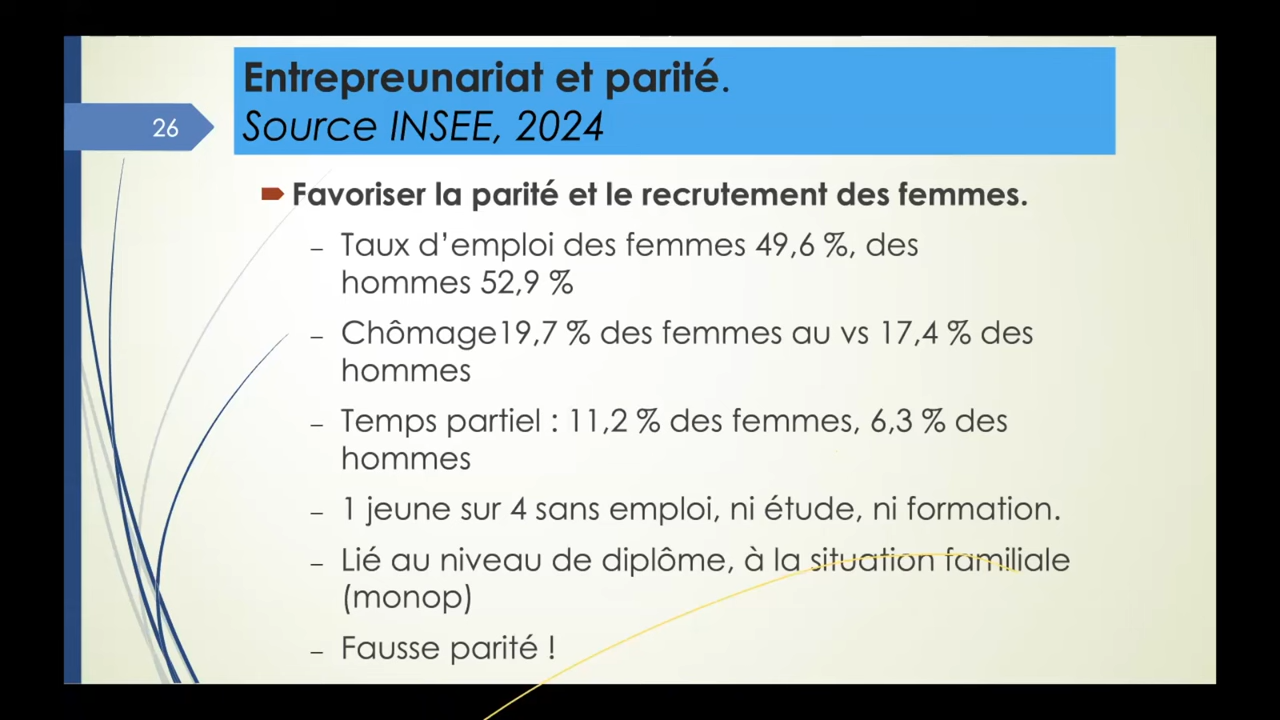 Entrepreunariat et parité.
Source INSEE, 2024
26
Favoriser la parité et le recrutement des femmes.
– Taux d’emploi des femmes 49,6 %, des
hommes 52,9 %
– Chômage19,7 % des femmes au vs 17,4 % des
hommes
– Temps partiel : 11,2 % des femmes, 6,3 % des
hommes
– 1 jeune sur 4 sans emploi, ni étude, ni formation.
– Lié au niveau de diplôme, à la situation familiale
(monop)
– Fausse parité !